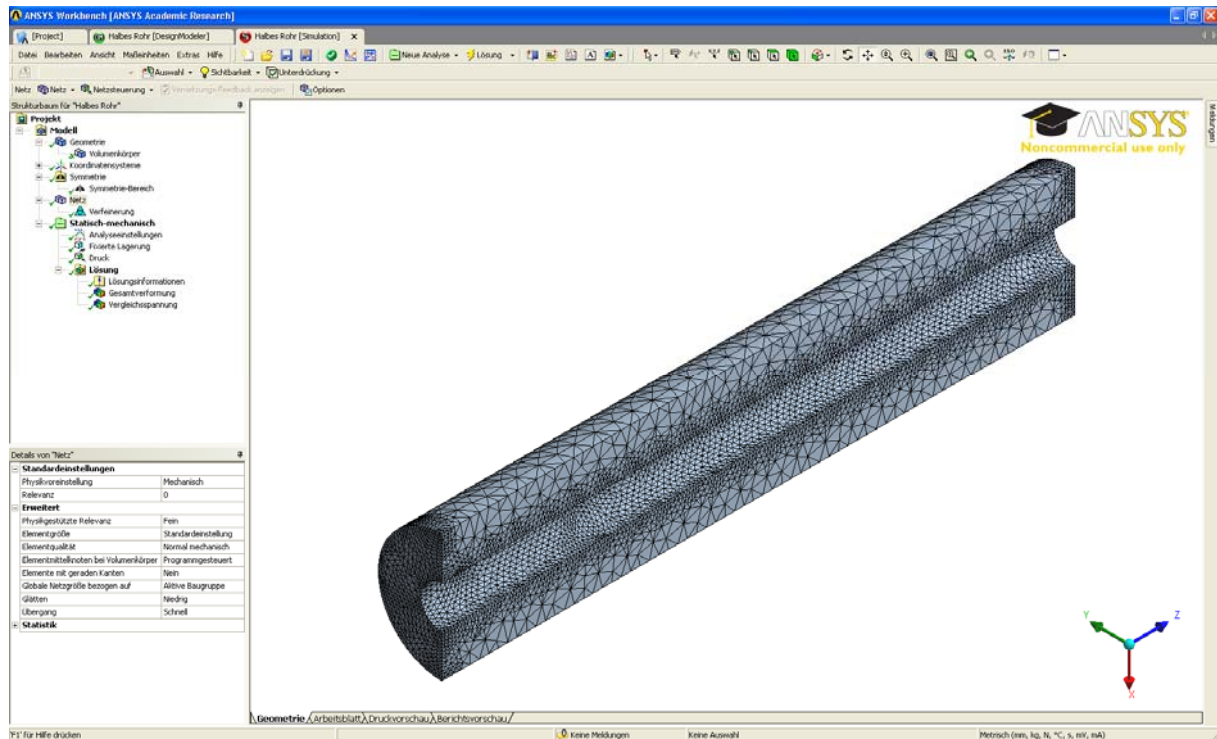 ANSYS Workbench [ANSYS Academic Research]
[Project] Halbes Rohr [DesignModeler] Halbes Rohr [Simulation]
Datei Bearbeiten Ansicht Maßeinheiten Extras Hilfe Neue Analyse Lösung
Auswahl Sichtbarkeit Unterdrückung
Netz Netz Netzsteuerung Vernetzungs-Feedback anzeigen Optionen
Strukturbaum für "Halbes Rohr"
Meldungen
Projekt
Modell
Geometrie
Volumenkörper
Koordinatensysteme
Symmetrie
Symmetrie-Bereich
Netz
Verfeinerung
Statisch-mechanisch
Analyseeinstellungen
Fixierte Lagerung
Druck
Lösung
Lösungsinformationen
Gesamtverformung
Vergleichsspannung
ANSYS
Noncommercial use only
Details von "Netz"
Standardeinstellungen
Physikvoreinstellung Mechanisch
Relevanz 0
Erweitert
Physikgestützte Relevanz Fein
Elementgröße Standardeinstellung
Elementqualität Normal mechanisch
Elementmittelknoten bei Volumenkörper Programmgesteuert
Elemente mit geraden Kanten Nein
Globale Netzgröße bezogen auf Aktive Baugruppe
Glätten Niedrig
Übergang Schnell
Statistik
Y Z
X
Geometrie Arbeitsblatt Druckvorschau Berichtsvorschau
'F1' für Hilfe drücken Keine Meldungen Keine Auswahl Metrisch (mm, kg, N, °C, s, mV, mA)